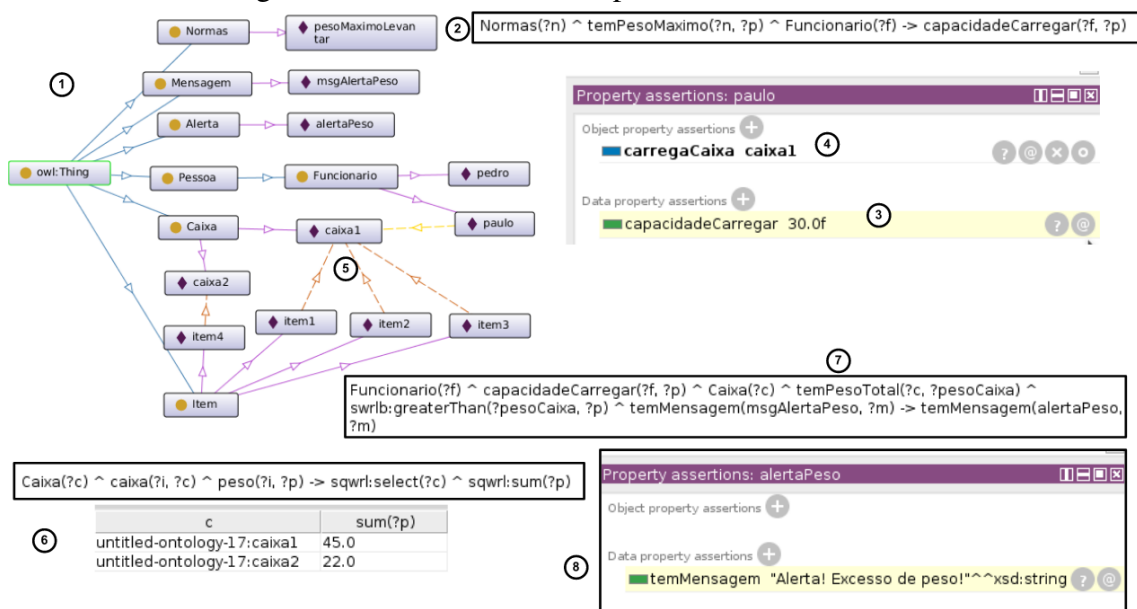 Normas
pesoMaximoLevan
tar
2
Normas(?n) ^ temPesoMaximo(?n, ?p) ^ Funcionario(?f) -> capacidadeCarregar(?f, ?p)
1
Mensagem
msgAlertaPeso
Alerta
alertaPeso
owl:Thing
Pessoa
Funcionario
pedro
Caixa
caixa1
paulo
5
caixa2
item4
item1
item2
item3
Item
Property assertions: paulo
Object property assertions
carregaCaixa caixa1
4
Data property assertions
3
capacidadeCarregar 30.0f
7
Funcionario(?f) ^ capacidadeCarregar(?f, ?p) ^ Caixa(?c) ^ temPesoTotal(?c, ?pesoCaixa) ^
swrlb:greaterThan(?pesoCaixa, ?p) ^ temMensagem(msgAlertaPeso, ?m) -> temMensagem(alertaPeso,
?m)
Caixa(?c) ^ caixa(?i, ?c) ^ peso(?i, ?p) -> sqwrl:select(?c) ^ sqwrl:sum(?p)
6
c sum(?p)
untitled-ontology-17:caixa1 45.0
untitled-ontology-17:caixa2 22.0
Property assertions: alertaPeso
Object property assertions
Data property assertions
8
temMensagem "Alerta! Excesso de peso!"^^xsd:string